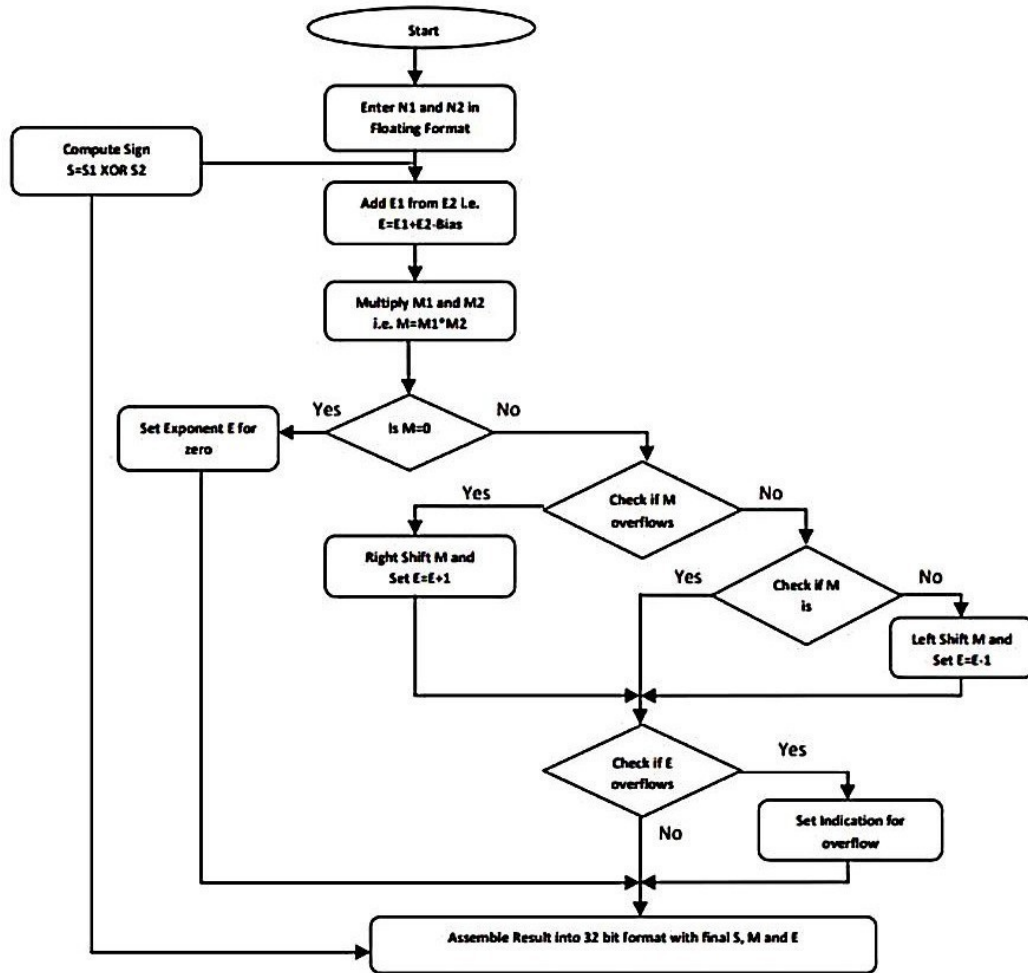 Start
Enter N1 and N2 in
Floating Format
Compute Sign
S=S1 XOR S2
Add E1 from E2 i.e.
E=E1+E2-Bias
Multiply M1 and M2
i.e. M=M1*M2
Yes
Is M=0
No
Set Exponent E for
zero
Yes
Check if M
overflows
No
Right Shift M and
Set E=E+1
Yes
Check if M
is
No
Left Shift M and
Set E=E-1
Check if E
overflows
Yes
No
Set Indication for
overflow
Assemble Result into 32 bit format with final S, M and E